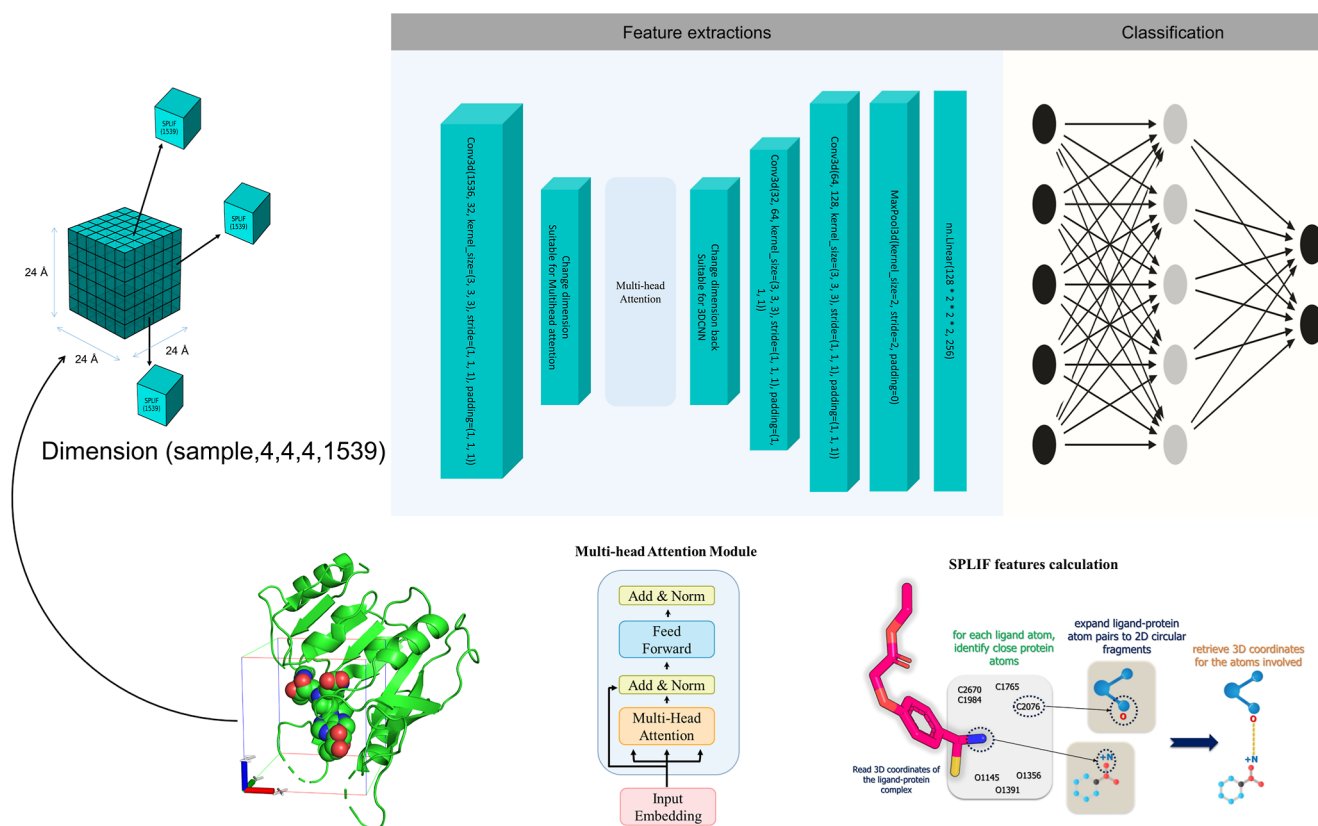 Feature extractions
Classification
SPLIF
(1539)
SPLIF
(1539)
24 Å
24 Å
24 Å
SPLIF
(1539)
Dimension (sample,4,4,4,1539)
Conv3d(1536, 32, kernel_size=(3, 3, 3), stride=(1, 1, 1), padding=(1, 1, 1))
Change dimension
Suitable for Multihead attention
Multi-head
Attention
Change dimension back
Suitable for 3DCNN
Conv3d(32, 64, kernel_size=(3, 3, 3), stride=(1, 1, 1), padding=(1,
1, 1))
Conv3d(64, 128, kernel_size=(3, 3, 3), stride=(1, 1, 1), padding=(1, 1, 1))
MaxPool3d(kernel_size=2, stride=2, padding=0)
nn.Linear(128 * 2 * 2 * 2, 256)
Multi-head Attention Module
Add & Norm
Feed
Forward
Add & Norm
Multi-Head
Attention
Input
Embedding
SPLIF features calculation
Read 3D coordinates of
the ligand-protein
complex
for each ligand atom,
identify close protein
atoms
C2670
C1984
C1765
C2076
O1145
O1356
O1391
expand ligand-protein
atom pairs to 2D circular
fragments
O
+N
retrieve 3D coordinates
for the atoms involved
O
+N